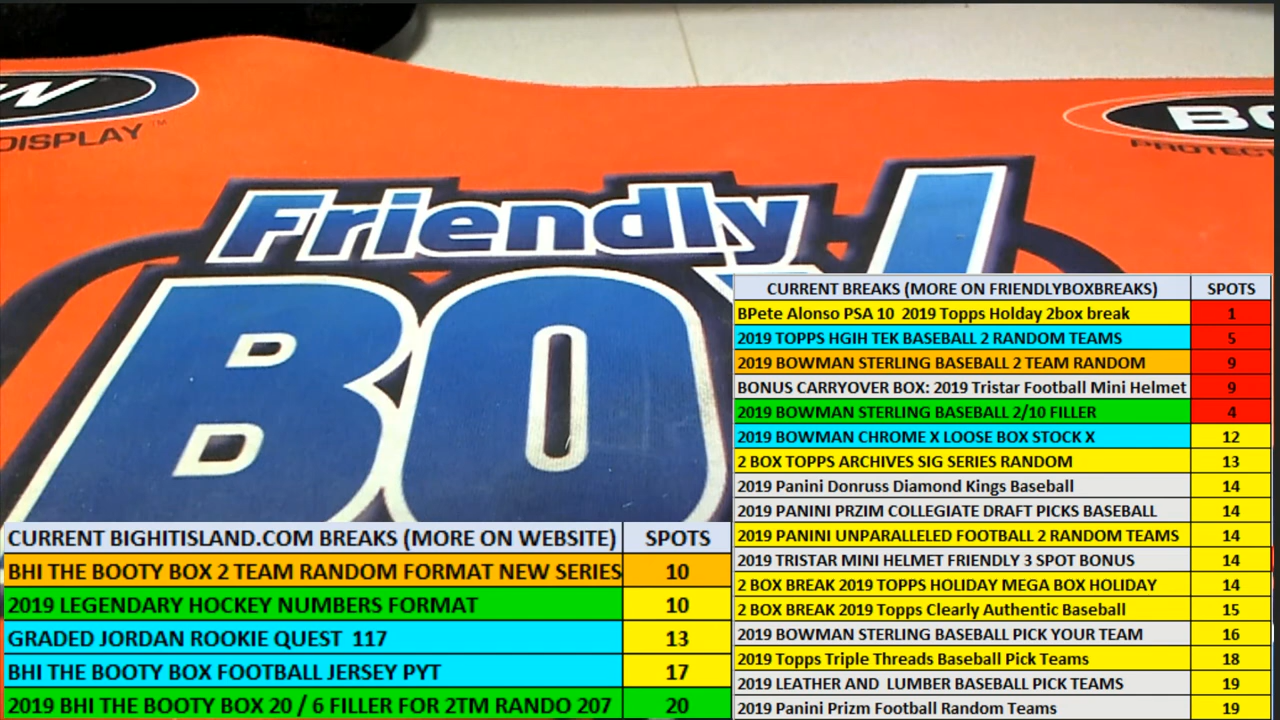 W
DISPLAY™
BO
PROTECT
Friendly
BOX!
CURRENT BREAKS (MORE ON FRIENDLYBOXBREAKS) SPOTS
BPete Alonso PSA 10 2019 Topps Holday 2box break 1
2019 TOPPS HGIH TEK BASEBALL 2 RANDOM TEAMS 5
2019 BOWMAN STERLING BASEBALL 2 TEAM RANDOM 9
BONUS CARRYOVER BOX: 2019 Tristar Football Mini Helmet 9
2019 BOWMAN STERLING BASEBALL 2/10 FILLER 4
2019 BOWMAN CHROME X LOOSE BOX STOCK X 12
2 BOX TOPPS ARCHIVES SIG SERIES RANDOM 13
2019 Panini Donruss Diamond Kings Baseball 14
2019 PANINI PRZIM COLLEGIATE DRAFT PICKS BASEBALL 14
2019 PANINI UNPARALLELED FOOTBALL 2 RANDOM TEAMS 14
2019 TRISTAR MINI HELMET FRIENDLY 3 SPOT BONUS 14
2 BOX BREAK 2019 TOPPS HOLIDAY MEGA BOX HOLIDAY 14
2 BOX BREAK 2019 Topps Clearly Authentic Baseball 15
2019 BOWMAN STERLING BASEBALL PICK YOUR TEAM 16
2019 Topps Triple Threads Baseball Pick Teams 18
2019 LEATHER AND LUMBER BASEBALL PICK TEAMS 19
2019 Panini Prizm Football Random Teams 19
CURRENT BIGHITISLAND.COM BREAKS (MORE ON WEBSITE) SPOTS
BHI THE BOOTY BOX 2 TEAM RANDOM FORMAT NEW SERIES 10
2019 LEGENDARY HOCKEY NUMBERS FORMAT 10
GRADED JORDAN ROOKIE QUEST 117 13
BHI THE BOOTY BOX FOOTBALL JERSEY PYT 17
2019 BHI THE BOOTY BOX 20 / 6 FILLER FOR 2TM RANDO 207 20